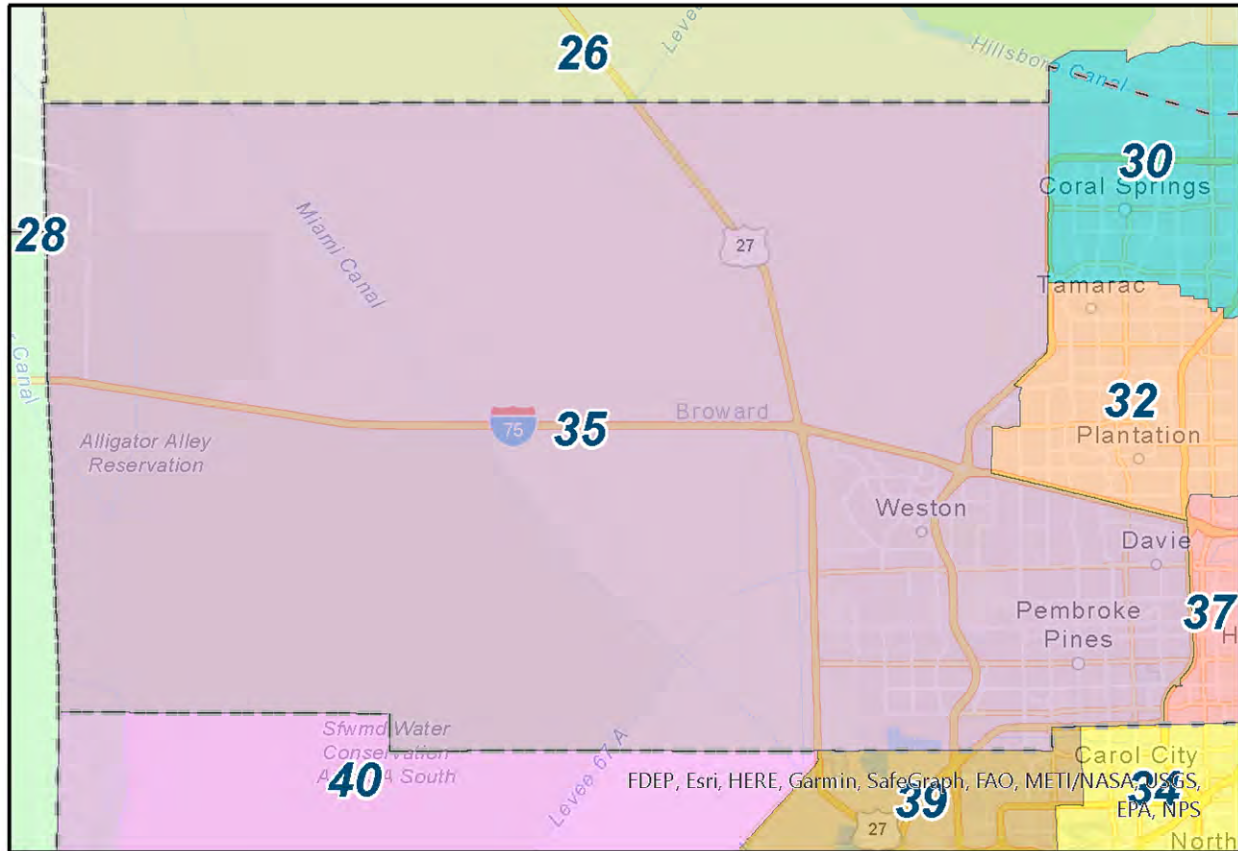 26
Levee
Hillsboro Canal
30
Coral Springs
28
Miami Canal
27
Tamarac
Canal
32
Plantation
Broward
75
35
Alligator Alley
Reservation
Weston
Davie
Pembroke
Pines
37
H
Sfwmd Water
Conservation
South
40
Levee 67 A
Carol City
FDEP, Esri, HERE, Garmin, SafeGraph, FAO, METI/NASA, USGS,
EPA, NPS
39
34
27
North